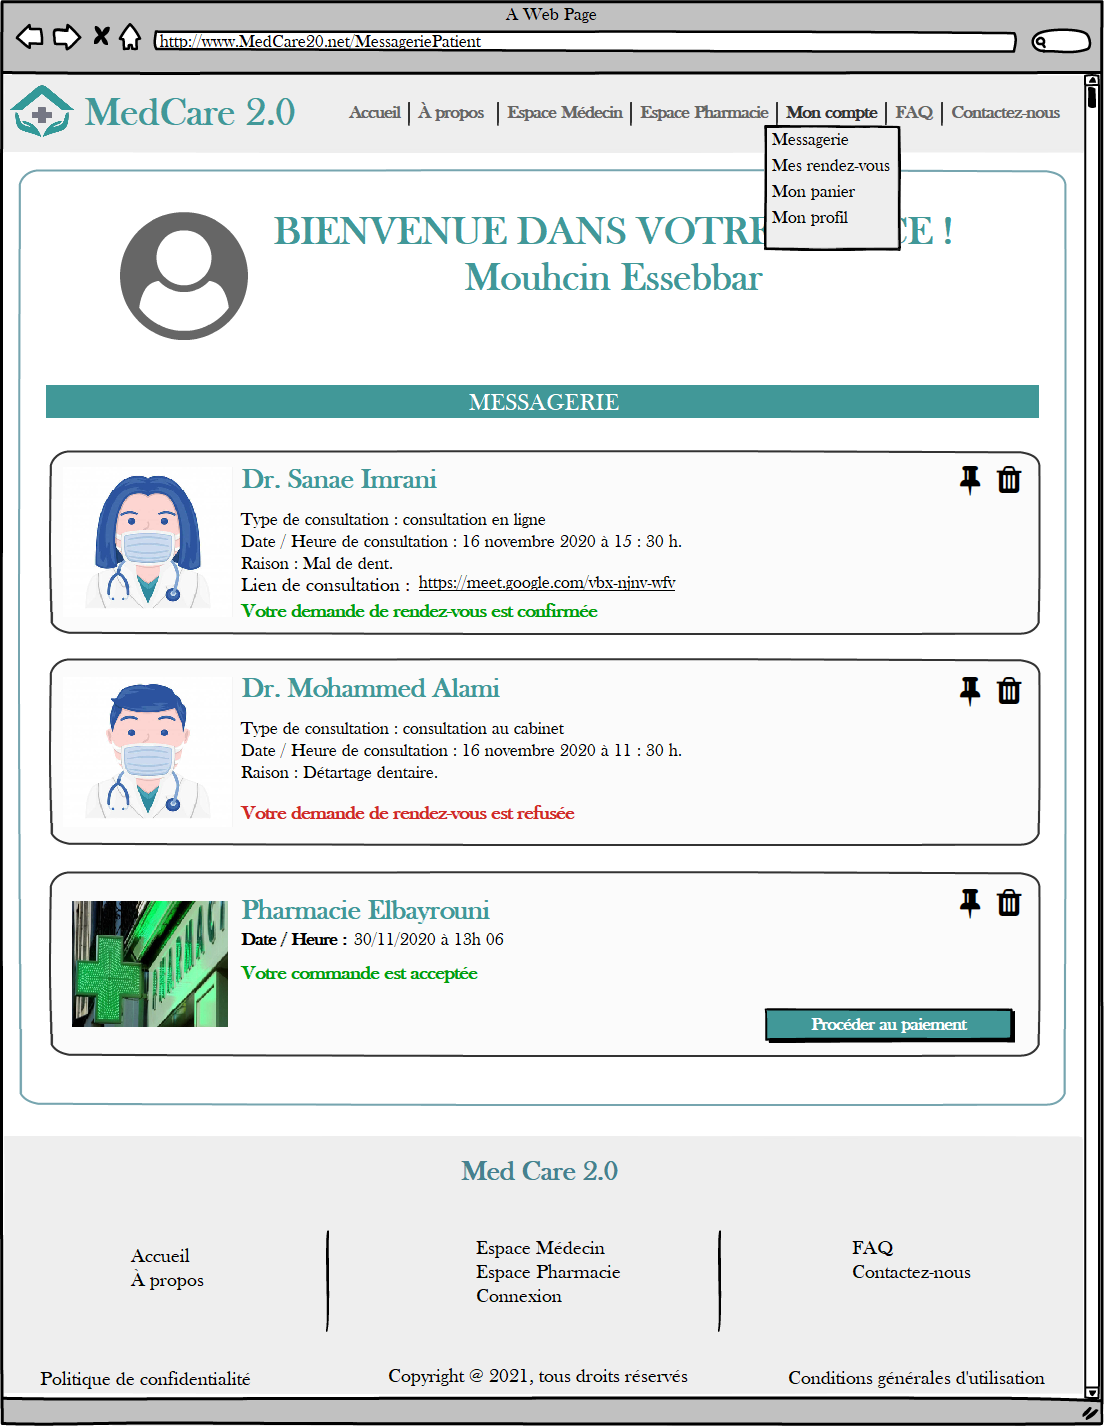 A Web Page
http://www.MedCare20.net/MessageriePatient
MedCare 2.0
Accueil | À propos | Espace Médecin | Espace Pharmacie | Mon compte | FAQ | Contactez-nous
Messagerie
Mes rendez-vous
Mon panier
Mon profil
BIENVENUE DANS VOTRE CE !
Mouhcin Essebbar
MESSAGERIE
Dr. Sanae Imrani
Type de consultation : consultation en ligne
Date / Heure de consultation : 16 novembre 2020 à 15 : 30 h.
Raison : Mal de dent.
Lien de consultation : https://meet.google.com/vbx-njnv-wfv
Votre demande de rendez-vous est confirmée
Dr. Mohammed Alami
Type de consultation : consultation au cabinet
Date / Heure de consultation : 16 novembre 2020 à 11 : 30 h.
Raison : Détartage dentaire.
Votre demande de rendez-vous est refusée
PHARMACY
Pharmacie Elbayrouni
Date / Heure : 30/11/2020 à 13h 06
Votre commande est acceptée
Procéder au paiement
Med Care 2.0
Accueil
À propos
Espace Médecin
Espace Pharmacie
Connexion
FAQ
Contactez-nous
Politique de confidentialité
Copyright @ 2021, tous droits réservés
Conditions générales d'utilisation